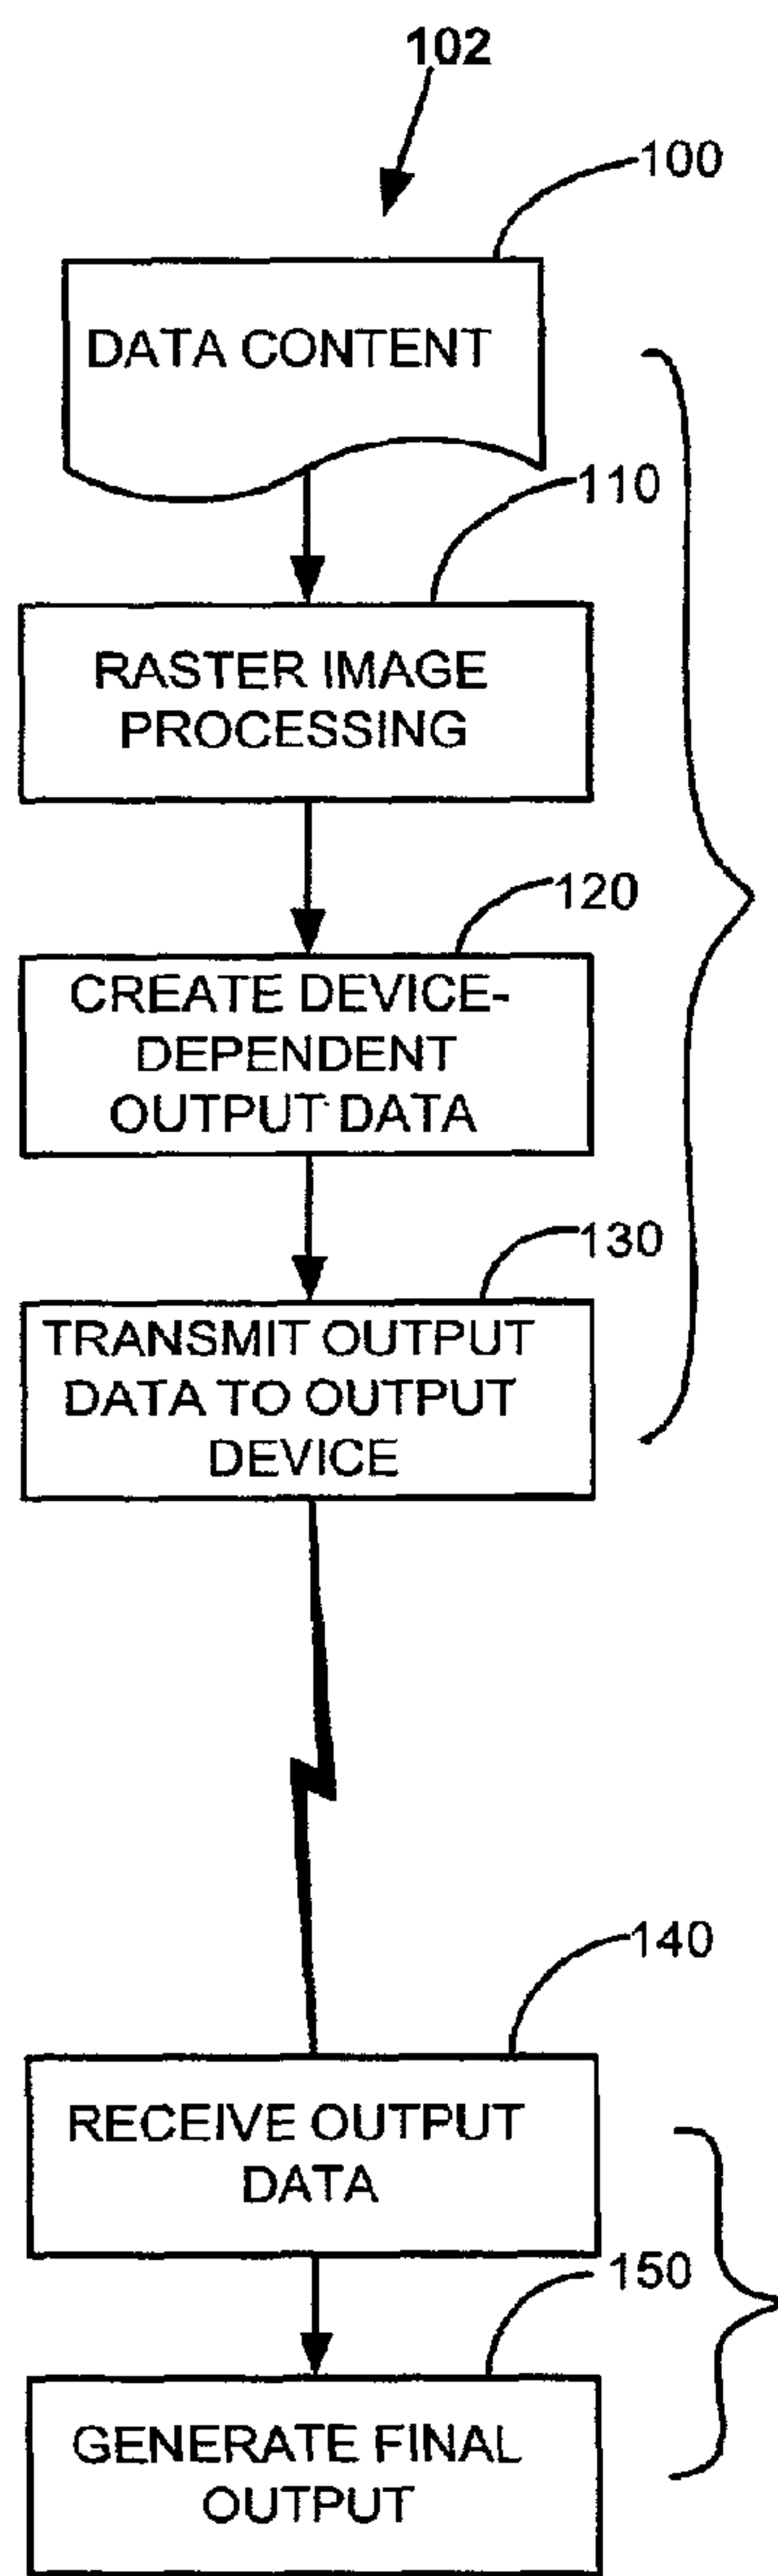 102
100
DATA CONTENT
110
RASTER IMAGE
PROCESSING
120
CREATE DEVICE-
DEPENDENT
OUTPUT DATA
130
TRANSMIT OUTPUT
DATA TO OUTPUT
DEVICE
140
RECEIVE OUTPUT
DATA
150
GENERATE FINAL
OUTPUT